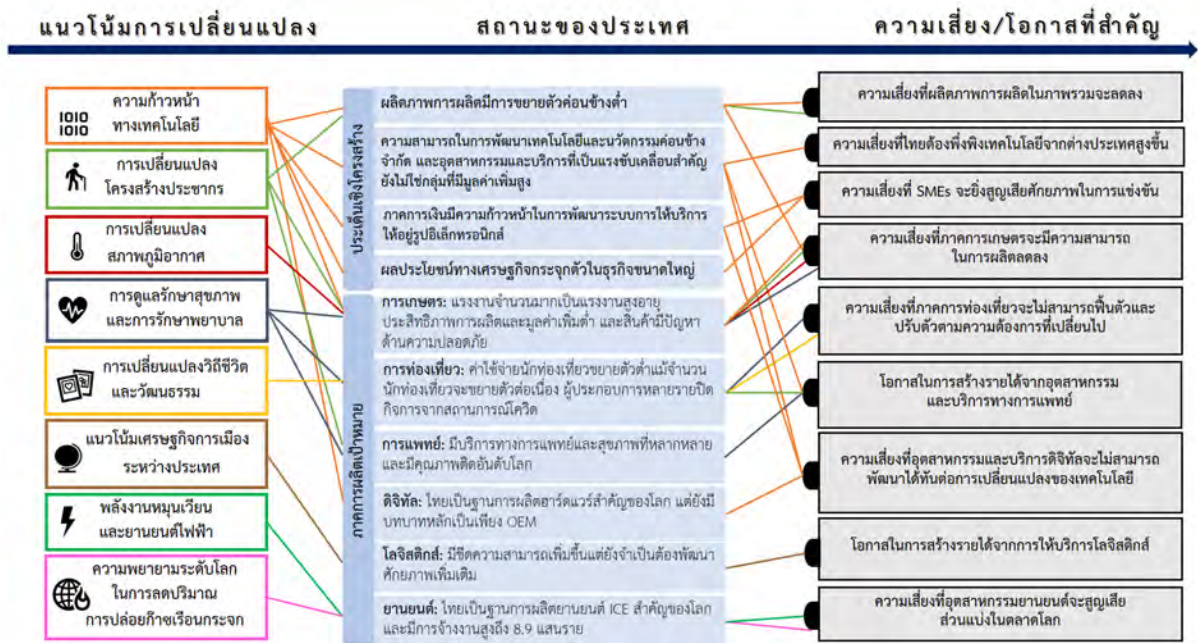 แนวโน้มการเปลี่ยนแปลง
สถานะของประเทศ
ความเสี่ยง/โอกาสที่สำคัญ
1010
1010
ความก้าวหน้า
ทางเทคโนโลยี
การเปลี่ยนแปลง
โครงสร้างประชากร
การเปลี่ยนแปลง
สภาพภูมิอากาศ
การดูแลรักษาสุขภาพ
และการรักษาพยาบาล
การเปลี่ยนแปลงวิถีชีวิต
และวัฒนธรรม
แนวโน้มเศรษฐกิจการเมือง
ระหว่างประเทศ
พลังงานหมุนเวียน
และยานยนต์ไฟฟ้า
ความพยายามระดับโลก
ในการลดปริมาณ
การปล่อยก๊าซเรือนกระจก
ประเด็นเชิงโครงสร้าง
ผลิตภาพการผลิตมีการขยายตัวค่อนข้างต่ำ
ความสามารถในการพัฒนาเทคโนโลยีและนวัตกรรมค่อนข้าง
จำกัด และอุตสาหกรรมและบริการที่เป็นแรงขับเคลื่อนสำคัญ
ยังไม่ใช่กลุ่มที่มีมูลค่าเพิ่มสูง
ภาคการเงินมีความก้าวหน้าในการพัฒนาระบบการให้บริการ
ให้อยู่รูปอิเล็กทรอนิกส์
ผลประโยชน์ทางเศรษฐกิจกระจุกตัวในธุรกิจขนาดใหญ่
ภาคการผลิตเป้าหมาย
การเกษตร: แรงงานจำนวนมากเป็นแรงงานสูงอายุ
ประสิทธิภาพการผลิตและมูลค่าเพิ่มต่ำ และสินค้ามีปัญหา
ด้านความปลอดภัย
การท่องเที่ยว: ค่าใช้จ่ายนักท่องเที่ยวขยายตัวต่ำแม้จำนวน
นักท่องเที่ยวจะขยายตัวต่อเนื่อง ผู้ประกอบการหลายรายปิด
กิจการจากสถานการณ์โควิด
การแพทย์: มีบริการทางการแพทย์และสุขภาพที่หลากหลาย
และมีคุณภาพติดอันดับโลก
ดิจิทัล: ไทยเป็นฐานการผลิตฮาร์ดแวร์สำคัญของโลก แต่ยังมี
บทบาทหลักเป็นเพียง OEM
โลจิสติกส์: มีขีดความสามารถเพิ่มขึ้นแต่ยังจำเป็นต้องพัฒนา
ศักยภาพเพิ่มเติม
ยานยนต์: ไทยเป็นฐานการผลิตยานยนต์ ICE สำคัญของโลก
และมีการจ้างงานสูงถึง 8.9 แสนราย
ความเสี่ยงที่ผลิตภาพการผลิตในภาพรวมจะลดลง
ความเสี่ยงที่ไทยต้องพึ่งพิงเทคโนโลยีจากต่างประเทศสูงขึ้น
ความเสี่ยงที่ SMEs จะยิ่งสูญเสียศักยภาพในการแข่งขัน
ความเสี่ยงที่ภาคการเกษตรจะมีความสามารถ
ในการผลิตลดลง
ความเสี่ยงที่ภาคการท่องเที่ยวจะไม่สามารถฟื้นตัวและ
ปรับตัวตามความต้องการที่เปลี่ยนไป
โอกาสในการสร้างรายได้จากอุตสาหกรรม
และบริการทางการแพทย์
ความเสี่ยงที่อุตสาหกรรมและบริการดิจิทัลจะไม่สามารถ
พัฒนาได้ทันต่อการเปลี่ยนแปลงของเทคโนโลยี
โอกาสในการสร้างรายได้จากการให้บริการโลจิสติกส์
ความเสี่ยงที่อุตสาหกรรมยานยนต์จะสูญเสีย
ส่วนแบ่งในตลาดโลก